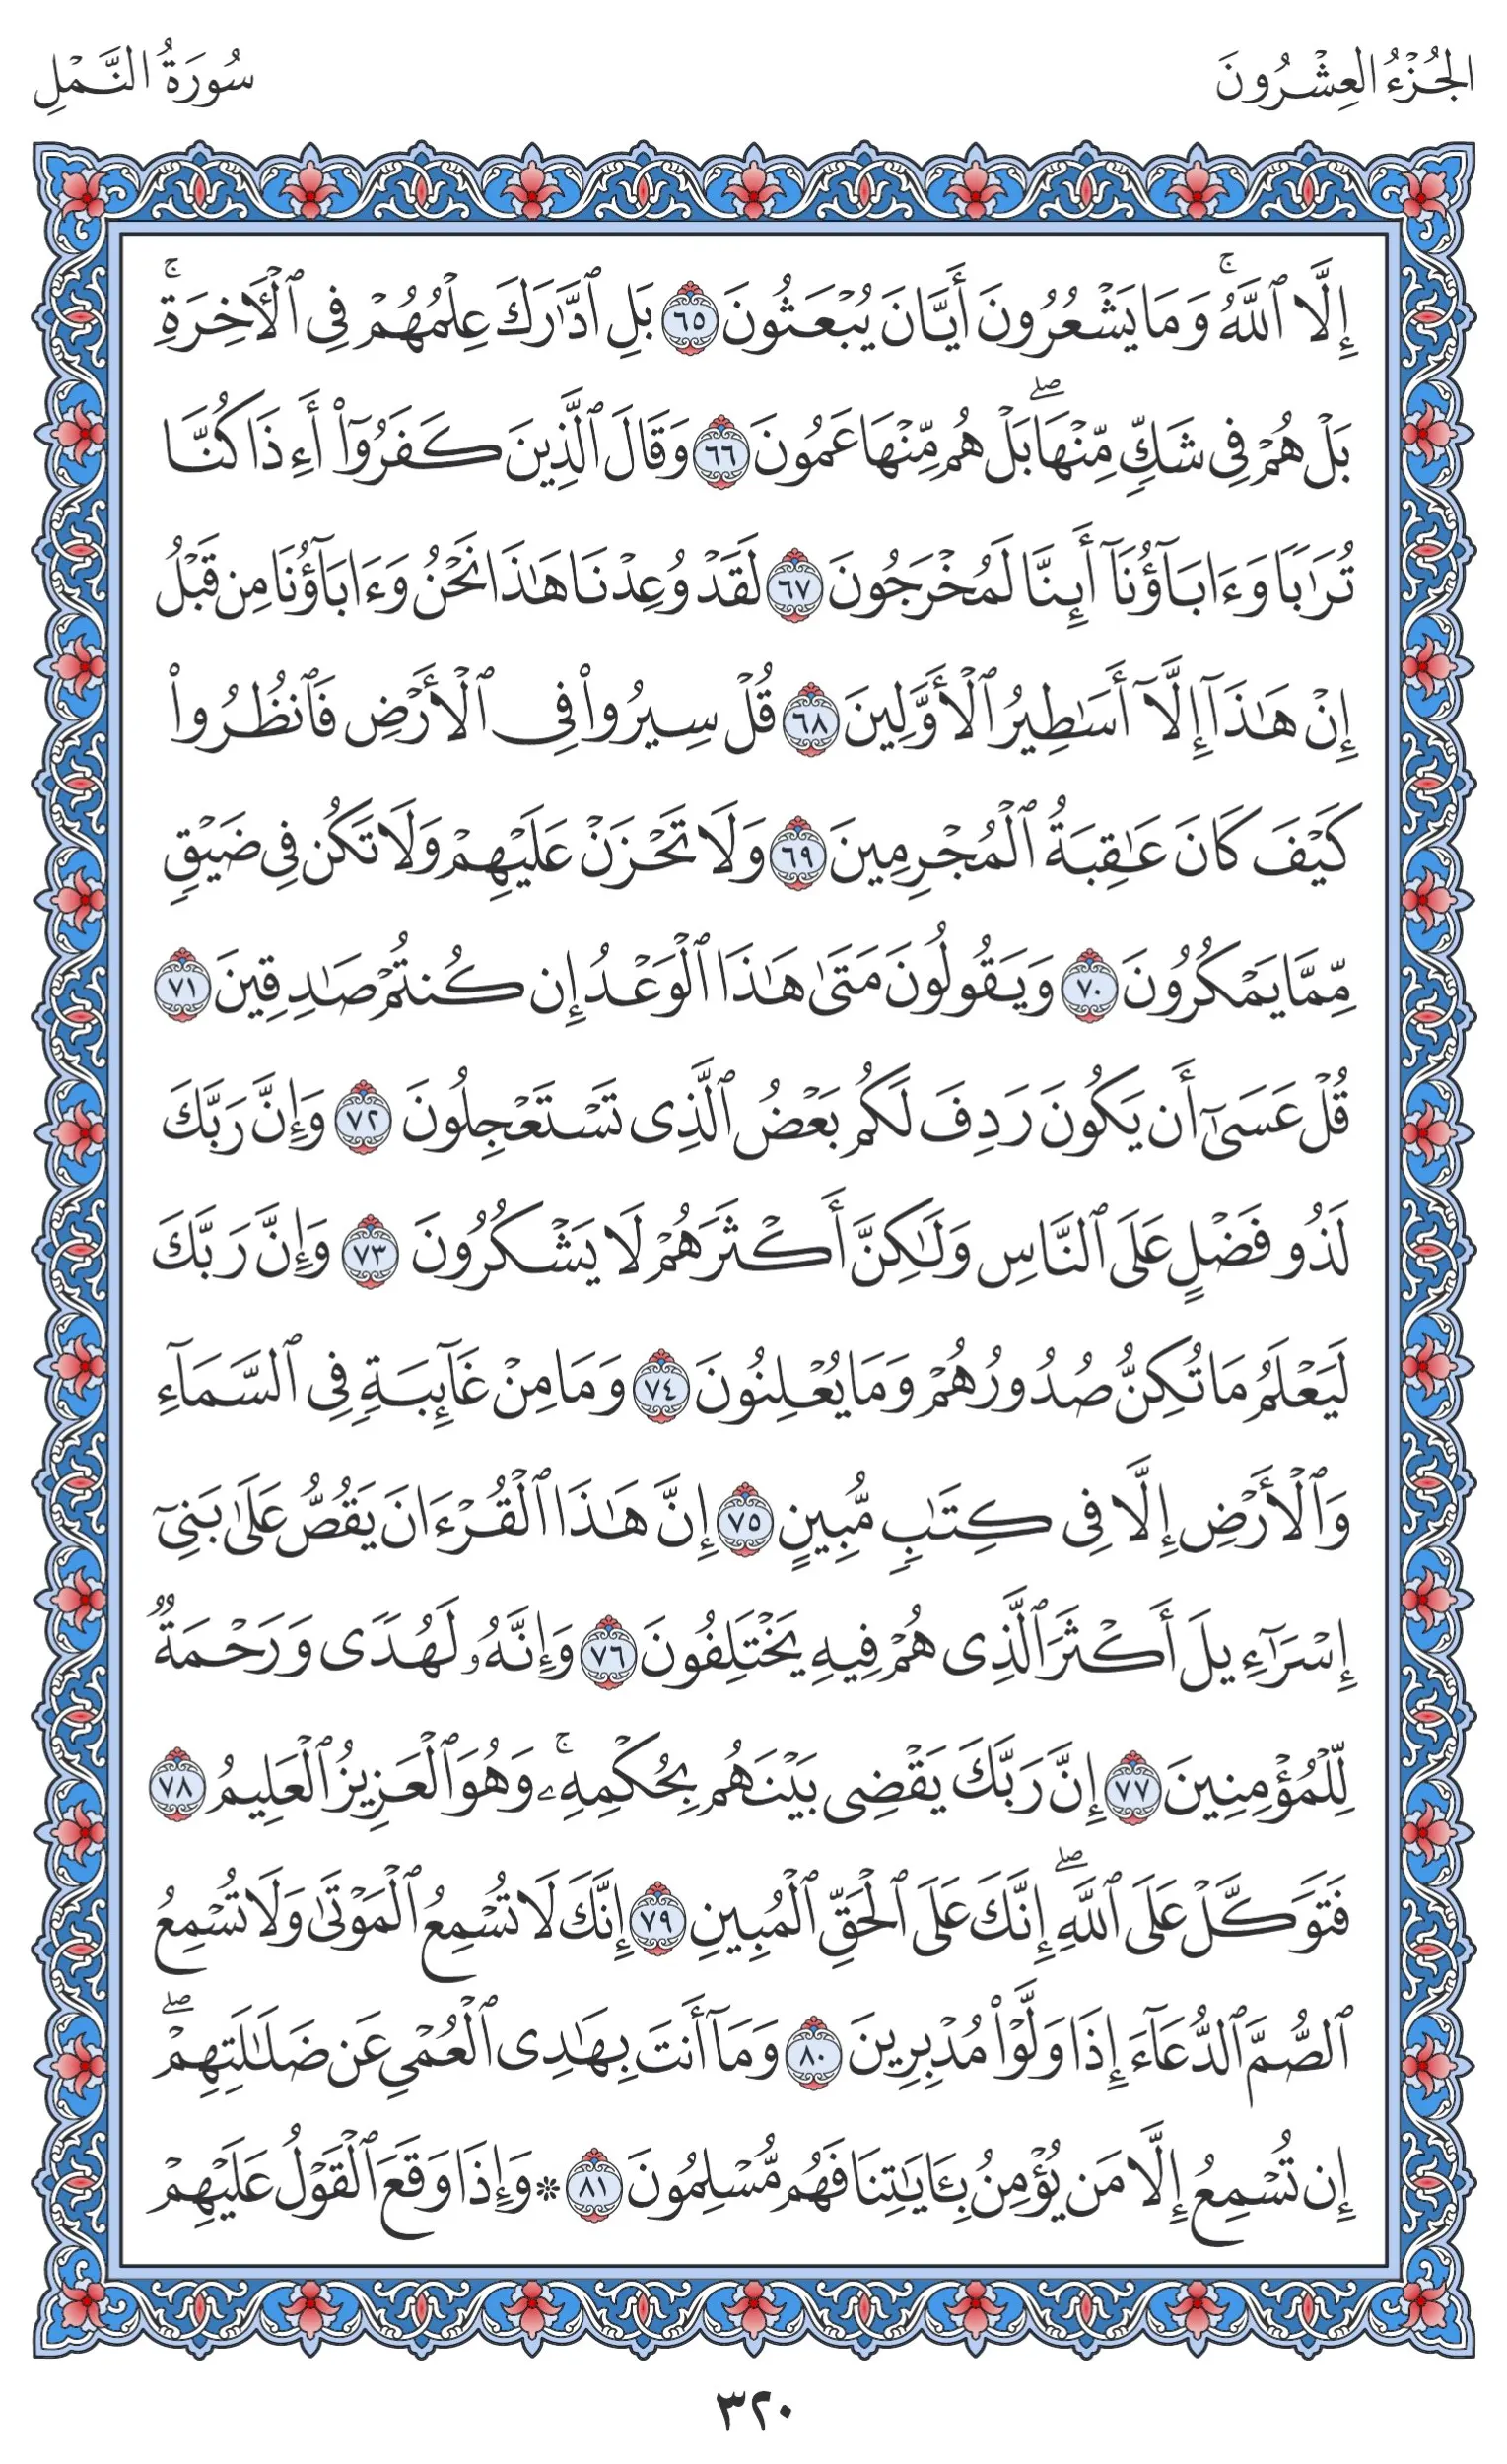 الجُزْءُ العِشْرُونَ
سُورَةُ النَّمْلِ
إِلَّا ٱللَّهُۚ وَمَا يَشْعُرُونَ أَيَّانَ يُبْعَثُونَ ٦٥ بَلِ ٱدَّٰرَكَ عِلْمُهُمْ فِى ٱلْأَخِرَةِۚ
بَلْ هُمْ فِى شَكٍّ مِّنْهَاۖ بَلْ هُم مِّنْهَا عَمُونَ ٦٦ وَقَالَ ٱلَّذِينَ كَفَرُوٓا۟ أَءِذَا كُنَّا
تُرَٰبًا وَءَابَآؤُنَآ أَئِنَّا لَمُخْرَجُونَ ٦٧ لَقَدْ وُعِدْنَا هَٰذَا نَحْنُ وَءَابَآؤُنَا مِن قَبْلُ
إِنْ هَٰذَآ إِلَّآ أَسَٰطِيرُ ٱلْأَوَّلِينَ ٦٨ قُلْ سِيرُوا۟ فِى ٱلْأَرْضِ فَٱنظُرُوا۟
كَيْفَ كَانَ عَٰقِبَةُ ٱلْمُجْرِمِينَ ٦٩ وَلَا تَحْزَنْ عَلَيْهِمْ وَلَا تَكُن فِى ضَيْقٍ
مِّمَّا يَمْكُرُونَ ٧٠ وَيَقُولُونَ مَتَىٰ هَٰذَا ٱلْوَعْدُ إِن كُنتُمْ صَٰدِقِينَ ٧١
قُلْ عَسَىٰٓ أَن يَكُونَ رَدِفَ لَكُم بَعْضُ ٱلَّذِى تَسْتَعْجِلُونَ ٧٢ وَإِنَّ رَبَّكَ
لَذُو فَضْلٍ عَلَى ٱلنَّاسِ وَلَٰكِنَّ أَكْثَرَهُمْ لَا يَشْكُرُونَ ٧٣ وَإِنَّ رَبَّكَ
لَيَعْلَمُ مَا تُكِنُّ صُدُورُهُمْ وَمَا يُعْلِنُونَ ٧٤ وَمَا مِنْ غَآئِبَةٍ فِى ٱلسَّمَآءِ
وَٱلْأَرْضِ إِلَّا فِى كِتَٰبٍ مُّبِينٍ ٧٥ إِنَّ هَٰذَا ٱلْقُرْءَانَ يَقُصُّ عَلَىٰ بَنِىٓ
إِسْرَٰٓءِيلَ أَكْثَرَ ٱلَّذِى هُمْ فِيهِ يَخْتَلِفُونَ ٧٦ وَإِنَّهُۥ لَهُدًى وَرَحْمَةٌ
لِّلْمُؤْمِنِينَ ٧٧ إِنَّ رَبَّكَ يَقْضِى بَيْنَهُم بِحُكْمِهِۦۚ وَهُوَ ٱلْعَزِيزُ ٱلْعَلِيمُ ٧٨
فَتَوَكَّلْ عَلَى ٱللَّهِۖ إِنَّكَ عَلَى ٱلْحَقِّ ٱلْمُبِينِ ٧٩ إِنَّكَ لَا تُسْمِعُ ٱلْمَوْتَىٰ وَلَا تُسْمِعُ
ٱلصُّمَّ ٱلدُّعَآءَ إِذَا وَلَّوْا۟ مُدْبِرِينَ ٨٠ وَمَآ أَنتَ بِهَٰدِى ٱلْعُمْىِ عَن ضَلَٰلَتِهِمْۖ
إِن تُسْمِعُ إِلَّا مَن يُؤْمِنُ بِـَٔايَٰتِنَا فَهُم مُّسْلِمُونَ ٨١ * وَإِذَا وَقَعَ ٱلْقَوْلُ عَلَيْهِمْ
٣٢٠